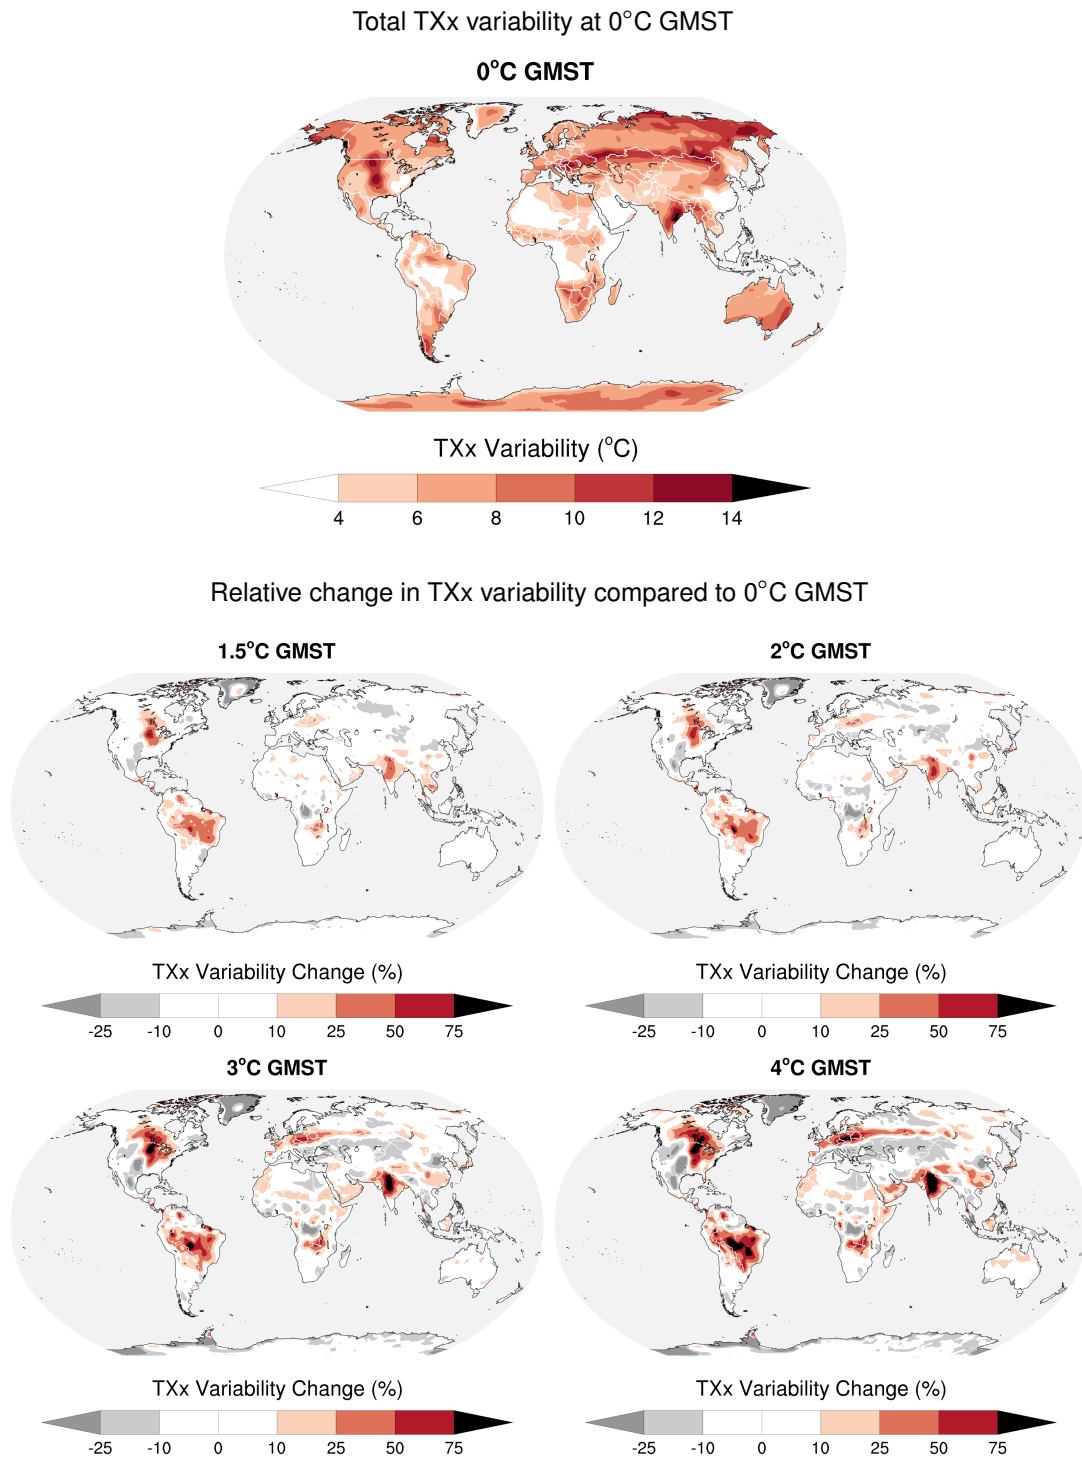 Total TXx variability at 0°C GMST
0°C GMST
TXx Variability (°C)
4 6 8 10 12 14
Relative change in TXx variability compared to 0°C GMST
1.5°C GMST
2°C GMST
TXx Variability Change (%)
-25 -10 0 10 25 50 75
TXx Variability Change (%)
-25 -10 0 10 25 50 75
3°C GMST
4°C GMST
TXx Variability Change (%)
-25 -10 0 10 25 50 75
TXx Variability Change (%)
-25 -10 0 10 25 50 75